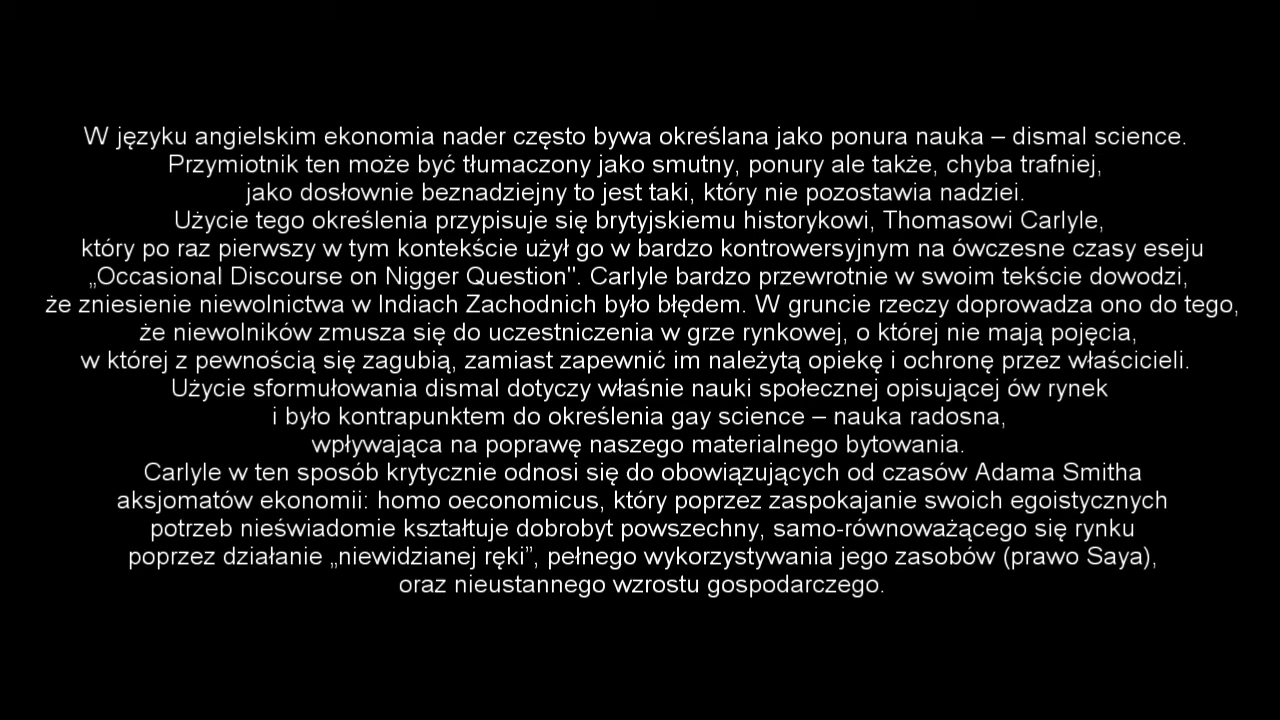 W języku angielskim ekonomia nader często bywa określana jako ponura nauka – dismal science.
Przymiotnik ten może być tłumaczony jako smutny, ponury ale także, chyba trafniej,
jako dosłownie beznadziejny to jest taki, który nie pozostawia nadziei.
Użycie tego określenia przypisuje się brytyjskiemu historykowi, Thomasowi Carlyle,
który po raz pierwszy w tym kontekście użył go w bardzo kontrowersyjnym na ówczesne czasy eseju
„Occasional Discourse on Nigger Question". Carlyle bardzo przewrotnie w swoim tekście dowodzi,
że zniesienie niewolnictwa w Indiach Zachodnich było błędem. W gruncie rzeczy doprowadza ono do tego,
że niewolników zmusza się do uczestniczenia w grze rynkowej, o której nie mają pojęcia,
w której z pewnością się zagubią, zamiast zapewnić im należytą opiekę i ochronę przez właścicieli.
Użycie sformułowania dismal dotyczy właśnie nauki społecznej opisującej ów rynek
i było kontrapunktem do określenia gay science – nauka radosna,
wpływająca na poprawę naszego materialnego bytowania.
Carlyle w ten sposób krytycznie odnosi się do obowiązujących od czasów Adama Smitha
aksjomatów ekonomii: homo oeconomicus, który poprzez zaspokajanie swoich egoistycznych
potrzeb nieświadomie kształtuje dobrobyt powszechny, samo-równoważącego się rynku
poprzez działanie „niewidzianej ręki”, pełnego wykorzystywania jego zasobów (prawo Saya),
oraz nieustannego wzrostu gospodarczego.